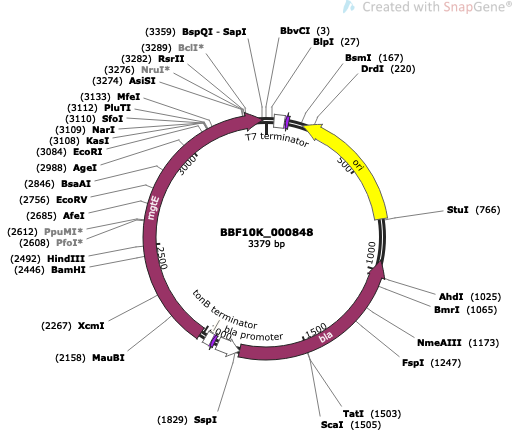 Created with SnapGene®
(3359) BspQI - SapI
(3289) BclI*
(3282) RsrII
(3276) NruI*
(3274) AsiSI
(3133) MfeI
(3112) PluTI
(3110) SfoI
(3109) NarI
(3108) KasI
(3084) EcoRI
(2988) AgeI
(2846) BsaAI
(2756) EcoRV
(2685) AfeI
(2612) PpuMI*
(2608) PfoI*
(2492) HindIII
(2446) BamHI
(2267) XcmI
(2158) MauBI
(1829) SspI
BbvCI (3)
BlpI (27)
BsmI (167)
DrdI (220)
StuI (766)
AhdI (1025)
BmrI (1065)
NmeAIII (1173)
FspI (1247)
TatI (1503)
ScaI (1505)
T7 terminator
ori
500
1000
1500
2500
3000
mgtE
bla
tonB terminator
bla promoter
BBF10K_000848
3379 bp